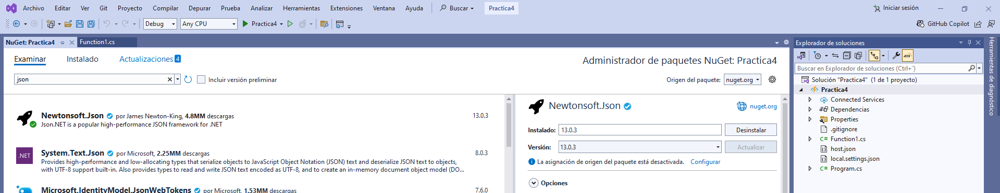 Archivo Editar Ver Git Proyecto Compilar Depurar Prueba Analizar Herramientas Extensiones Ventana Ayuda Buscar Practica4 Iniciar sesión
Debug Any CPU Practica4 GitHub Copilot
NuGet: Practica4 Function1.cs
Examinar Instalado Actualizaciones 4
Administrador de paquetes NuGet: Practica4
json Incluir versión preliminar
Origen del paquete: nuget.org
Newtonsoft.Json por James Newton-King, 4.8MM descargas 13.0.3
Json.NET is a popular high-performance JSON framework for .NET
.NET
System.Text.Json por Microsoft, 2.25MM descargas 8.0.3
Provides high-performance and low-allocating types that serialize objects to JavaScript Object Notation (JSON) text and deserialize JSON text to objects,
with UTF-8 support built-in. Also provides types to read and write JSON text encoded as UTF-8, and to create an in-memory document object model (DO...
Microsoft.IdentityModel.JsonWebTokens por Microsoft, 1.53MM descargas 7.6.0
Newtonsoft.Json nuget.org
Instalado: 13.0.3 Desinstalar
Versión: 13.0.3 Actualizar
La asignación de origen del paquete está desactivada. Configurar
Opciones
Explorador de soluciones
Buscar en Explorador de soluciones (Ctrl+´)
Solución "Practica4" (1 de 1 proyecto)
Practica4
Connected Services
Dependencias
Properties
.gitignore
C# Function1.cs
host.json
local.settings.json
C# Program.cs
Herramientas de diagnóstico